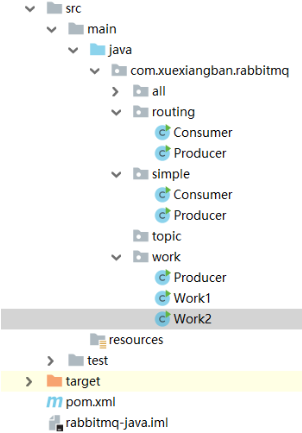 src
main
java
com.xuexiangban.rabbitmq
all
routing
Consumer
Producer
simple
Consumer
Producer
topic
work
Producer
Work1
Work2
resources
test
target
pom.xml
rabbitmq-java.iml